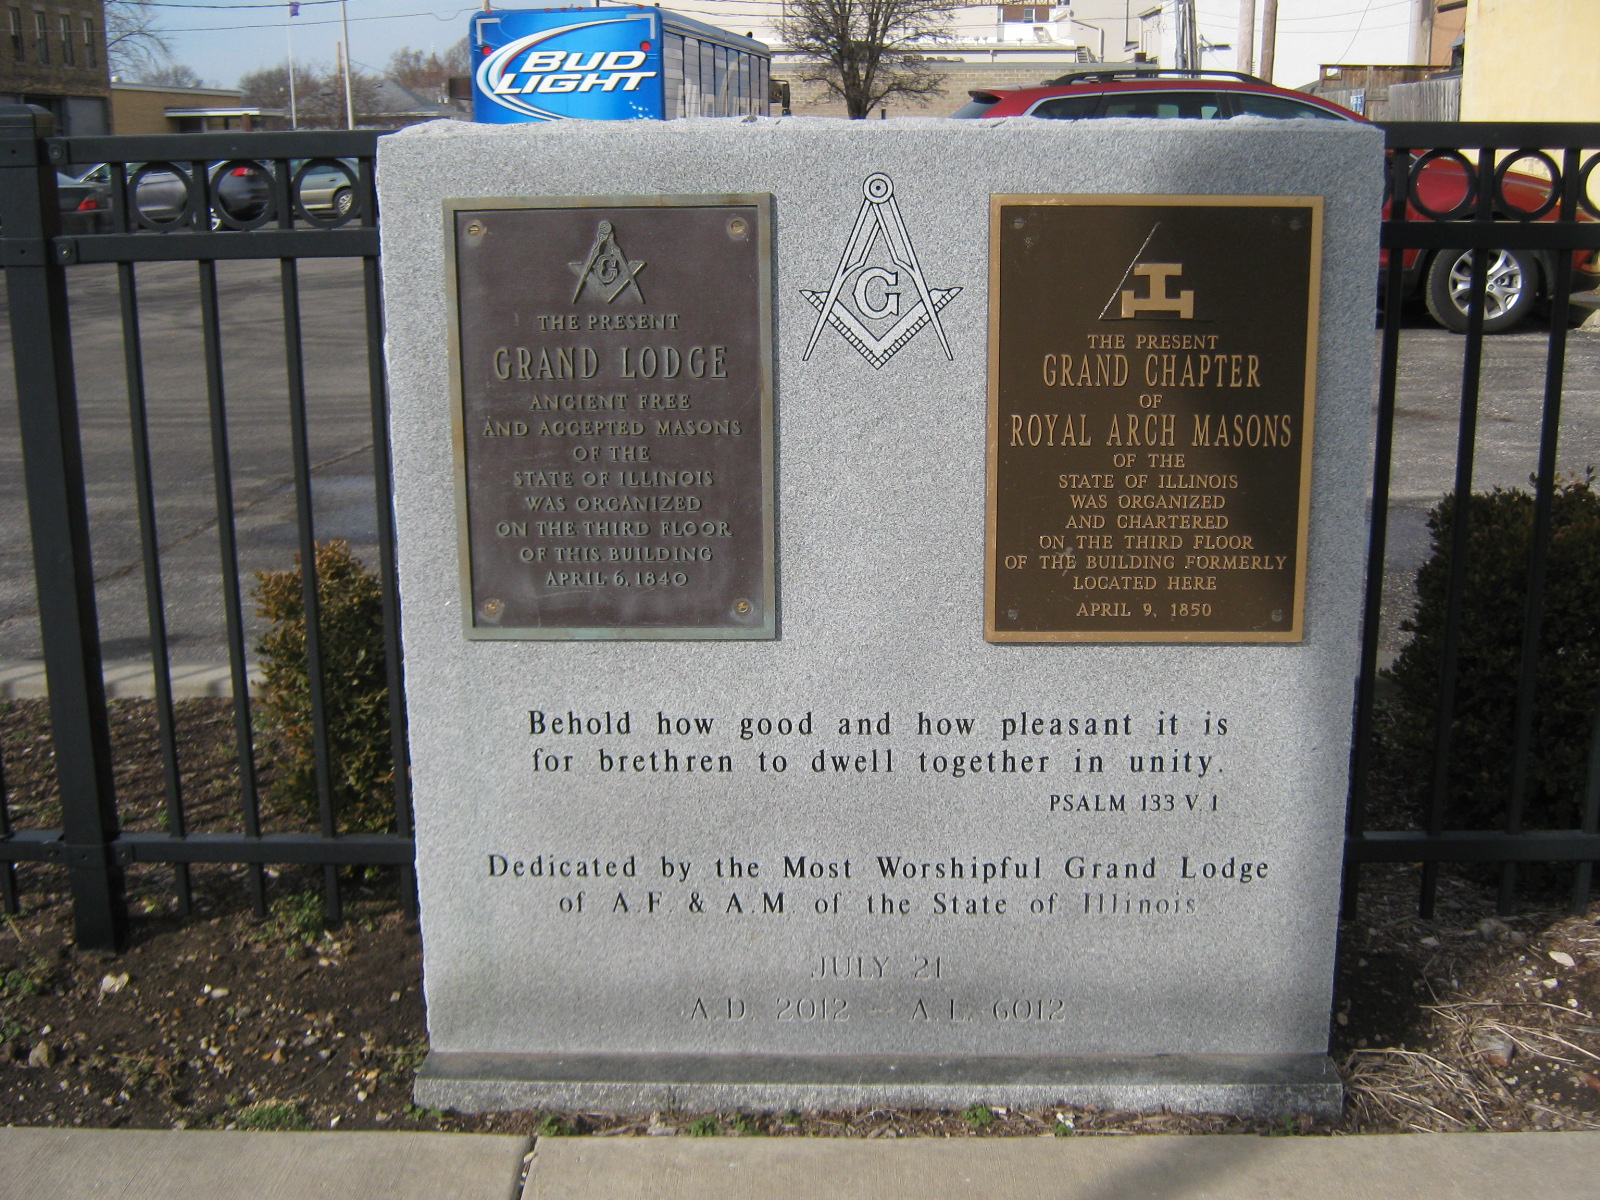 BUD
LIGHT
G
THE PRESENT
GRAND LODGE
ANCIENT FREE
AND ACCEPTED MASONS
OF THE
STATE OF ILLINOIS
WAS ORGANIZED
ON THE THIRD FLOOR
OF THIS BUILDING
APRIL 6, 1840
G
THE PRESENT
GRAND CHAPTER
OF
ROYAL ARCH MASONS
OF THE
STATE OF ILLINOIS
WAS ORGANIZED
AND CHARTERED
ON THE THIRD FLOOR
OF THE BUILDING FORMERLY
LOCATED HERE
APRIL 9, 1850
Behold how good and how pleasant it is
for brethren to dwell together in unity.
PSALM 133 V. 1
Dedicated by the Most Worshipful Grand Lodge
of A.F. & A.M. of the State of Illinois
JULY 21
A.D. 2012 - A.L. 6012